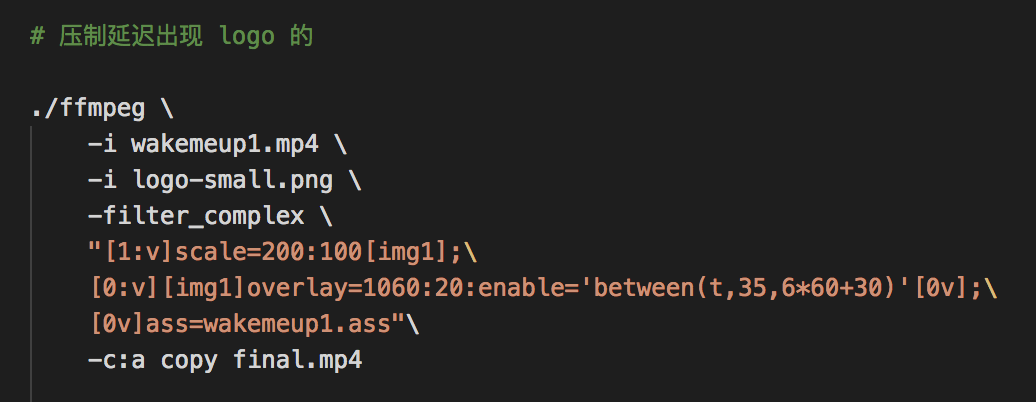 # 压制延迟出现 logo 的
./ffmpeg \
-i wakemeup1.mp4 \
-i logo-small.png \
-filter_complex \
"[1:v]scale=200:100[img1];\
[0:v][img1]overlay=1060:20:enable='between(t,35,6*60+30)'[0v];\
[0v]ass=wakemeup1.ass"\
-c:a copy final.mp4